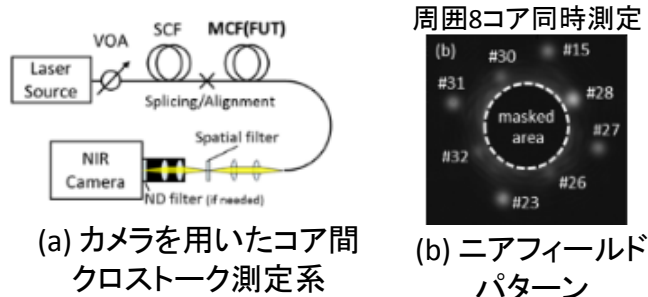 周囲8コア同時測定
VOA
SCF
MCF(FUT)
Laser
Source
Splicing/Alignment
Spatial filter
NIR
Camera
ND filter (if needed)
(a) カメラを用いたコア間
クロストーク測定系
(b)
#15
#30
#31
#28
masked
area
#27
#32
#26
#23
(b) ニアフィールド
パターン